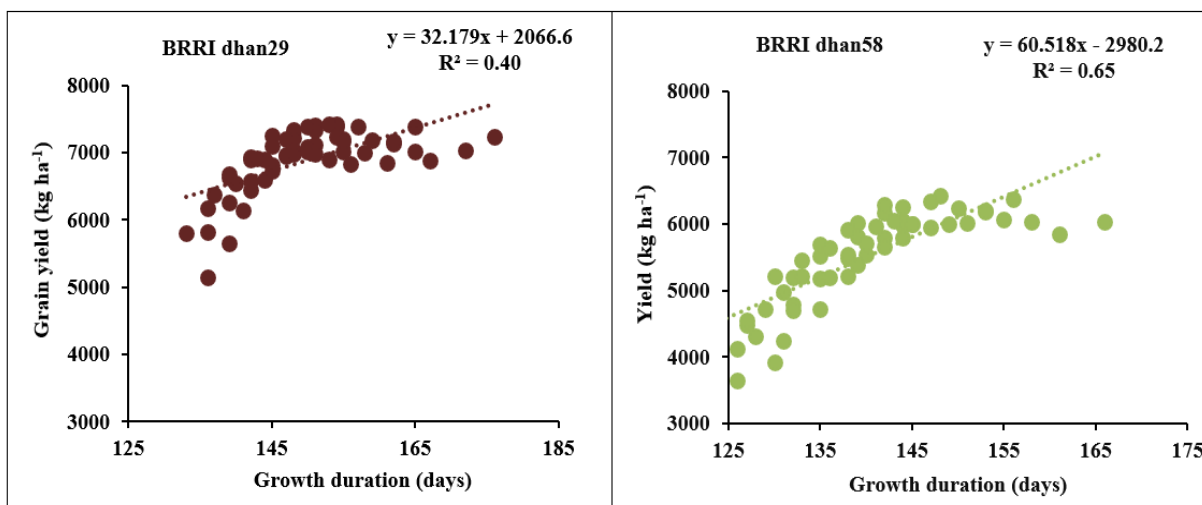 BRRI dhan29
y = 32.179x + 2066.6
R² = 0.40
8000
7000
6000
5000
4000
3000
Grain yield (kg ha⁻¹)
125
145
165
185
Growth duration (days)
BRRI dhan58
y = 60.518x - 2980.2
R² = 0.65
8000
7000
6000
5000
4000
3000
Yield (kg ha⁻¹)
125
135
145
155
165
175
Growth duration (days)